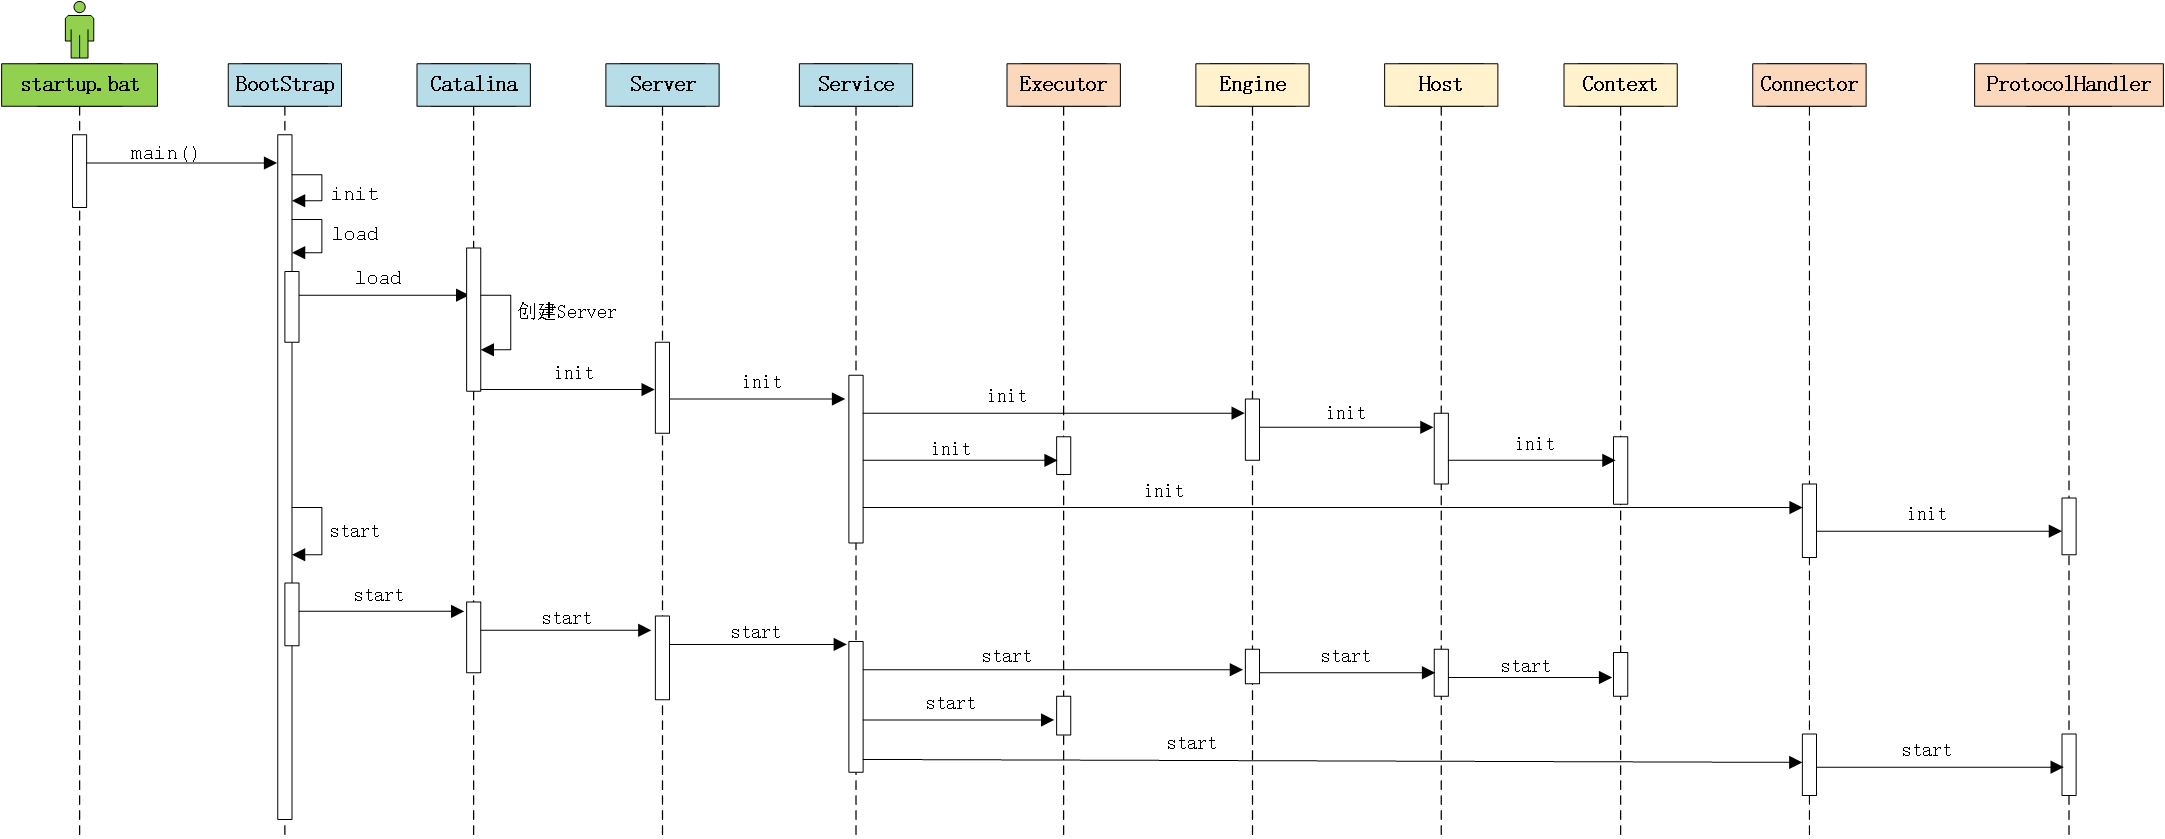 startup.bat
BootStrap
Catalina
Server
Service
Executor
Engine
Host
Context
Connector
ProtocolHandler
main()
init
load
load
创建Server
init
init
init
init
init
init
init
init
start
start
start
start
start
start
start
start
start
start